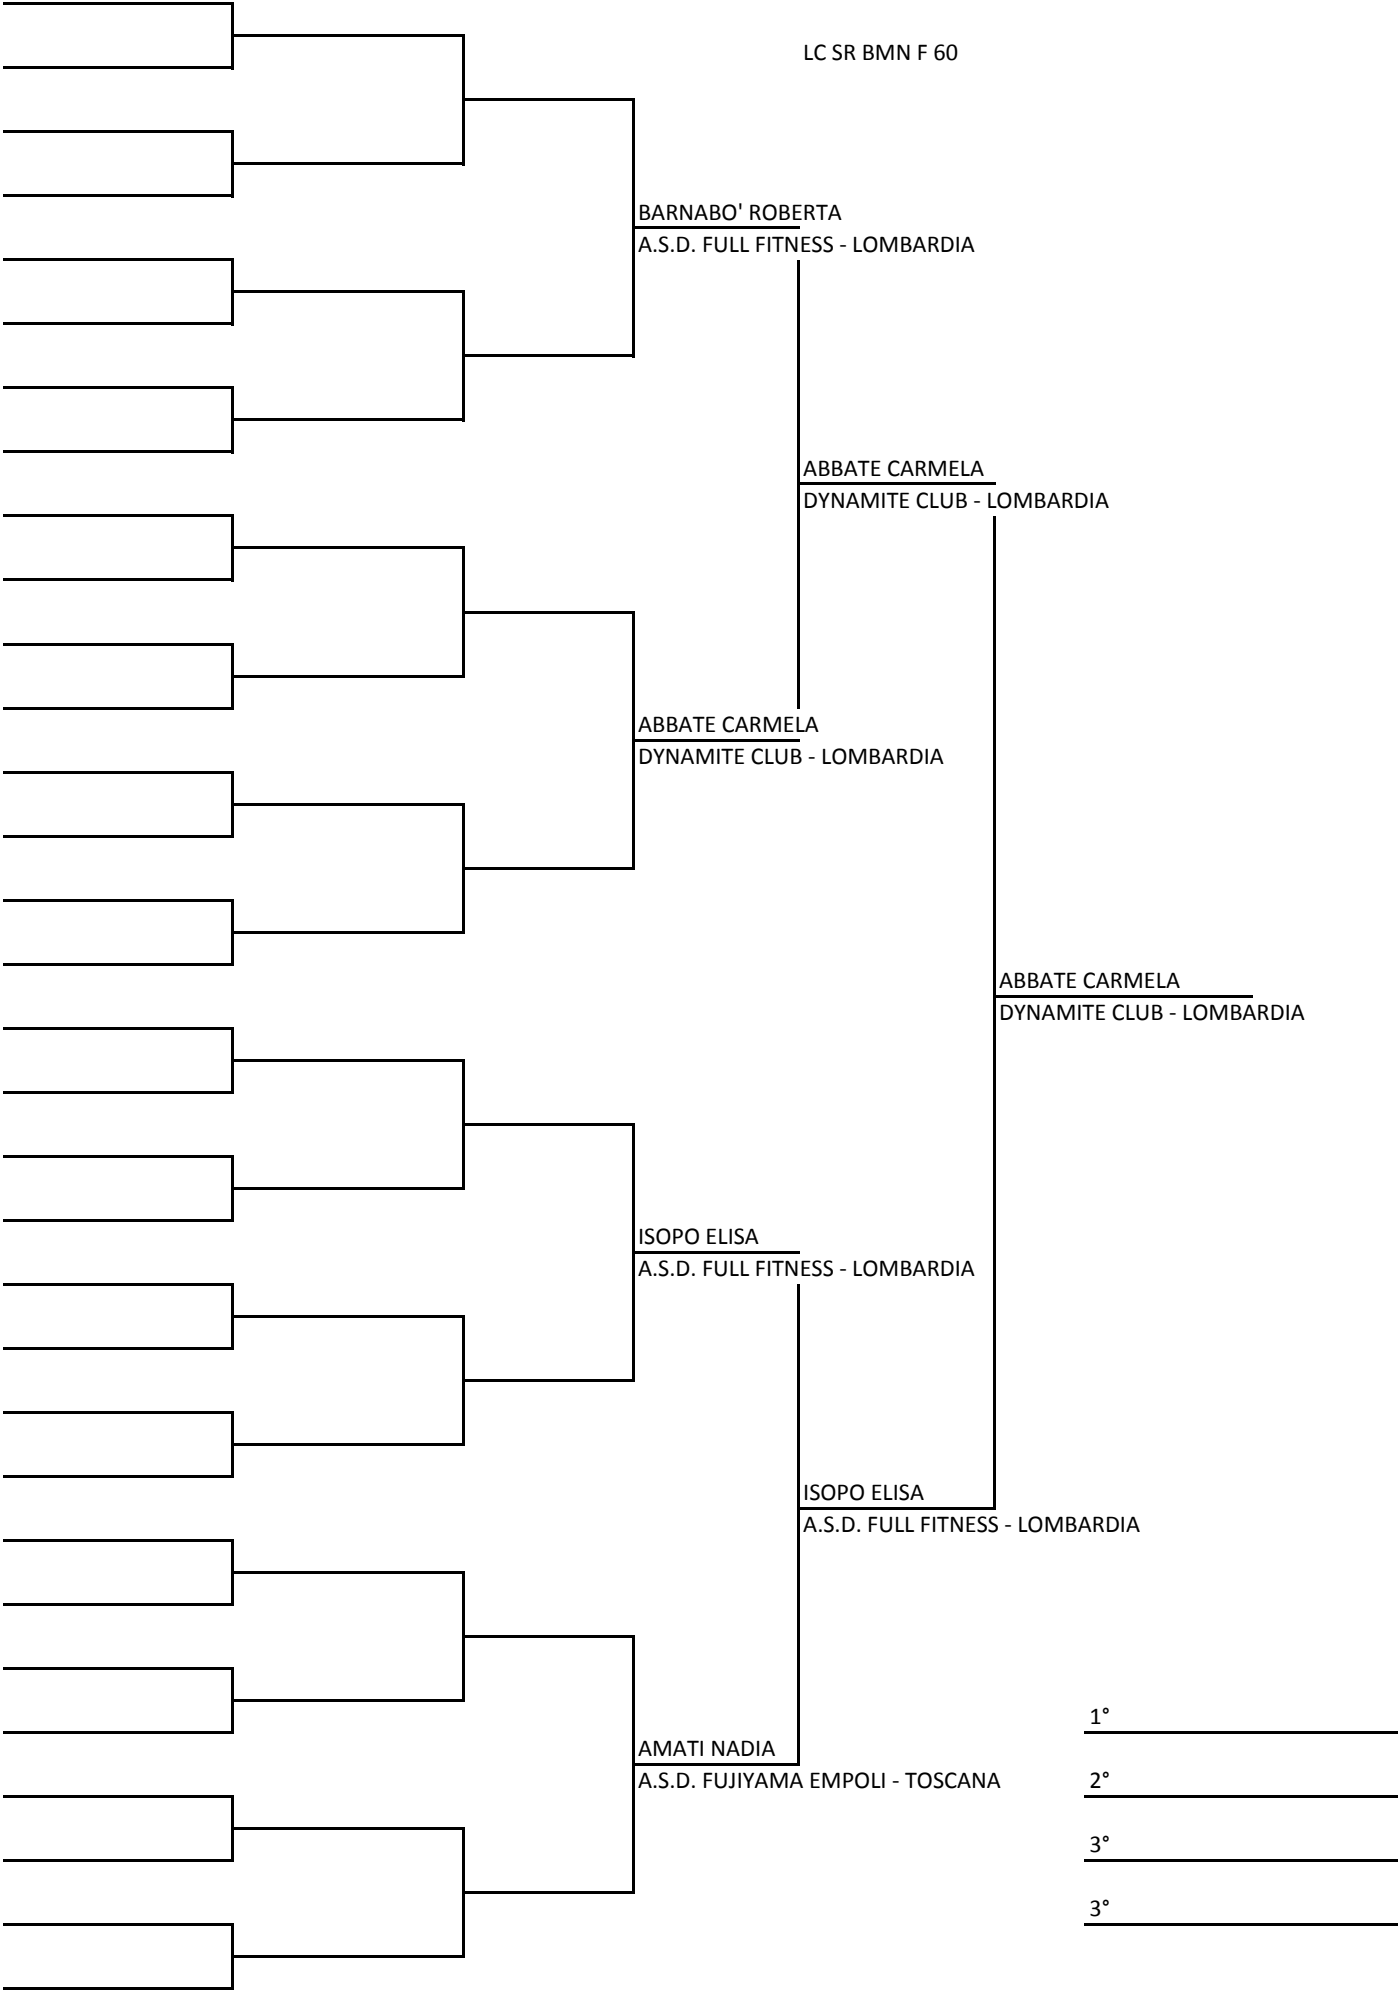 LC SR BMN F 60
BARNABO' ROBERTA
A.S.D. FULL FITNESS - LOMBARDIA
ABBATE CARMELA
DYNAMITE CLUB - LOMBARDIA
ABBATE CARMELA
DYNAMITE CLUB - LOMBARDIA
ABBATE CARMELA
DYNAMITE CLUB - LOMBARDIA
ISOPO ELISA
A.S.D. FULL FITNESS - LOMBARDIA
ISOPO ELISA
A.S.D. FULL FITNESS - LOMBARDIA
AMATI NADIA
A.S.D. FUJIYAMA EMPOLI - TOSCANA
1°
2°
3°
3°